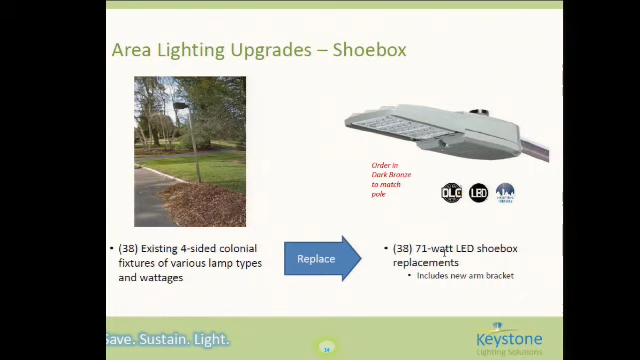 Area Lighting Upgrades – Shoebox
Order in
Dark Bronze
to match
pole
DLC
• (38) Existing 4-sided colonial
fixtures of various lamp types
and wattages
Replace
• (38) 71-watt LED shoebox
replacements
• Includes new arm bracket
Save. Sustain. Light.
14
Keystone
Lighting Solutions